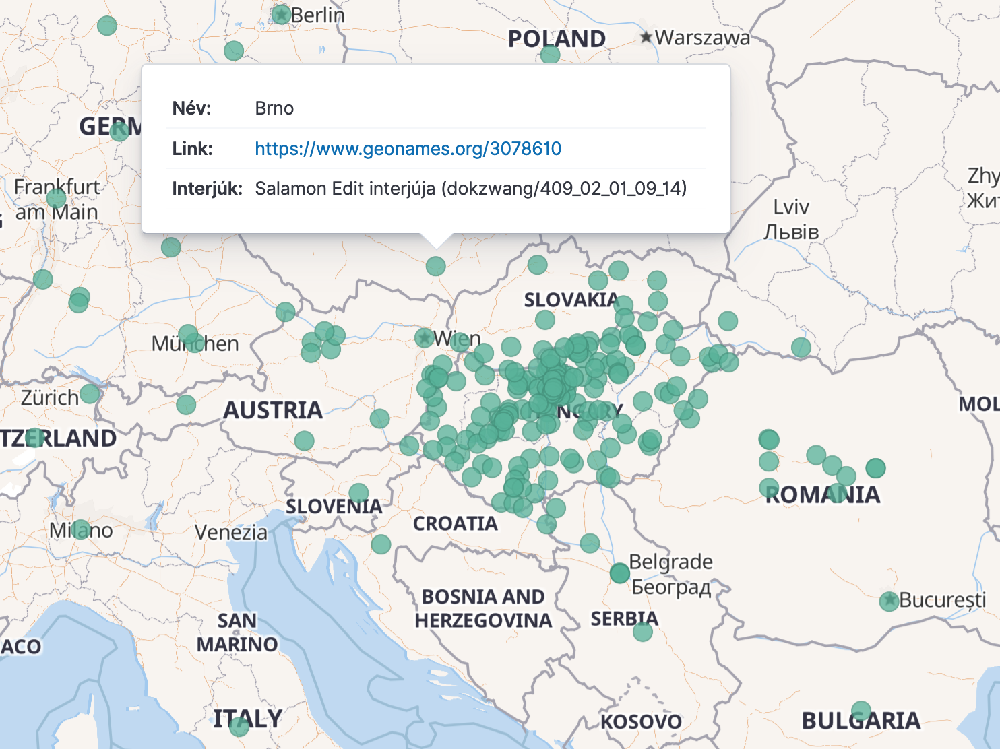 Berlin
POLAND
Warszawa
Név: Brno
GERM
Link: https://www.geonames.org/3078610
Interjúk: Salamon Edit interjúja (dokzwang/409_02_01_09_14)
Zhy
Жит
Frankfurt
am Main
Lviv
Львів
SLOVAKIA
Wien
München
Zürich
AUSTRIA
MOL
TZERLAND
ROMANIA
SLOVENIA
CROATIA
Milano
Venezia
Belgrade
Београд
BOSNIA AND
HERZEGOVINA
București
SERBIA
SAN
MARINO
ACO
ITALY
KOSOVO
BULGARIA